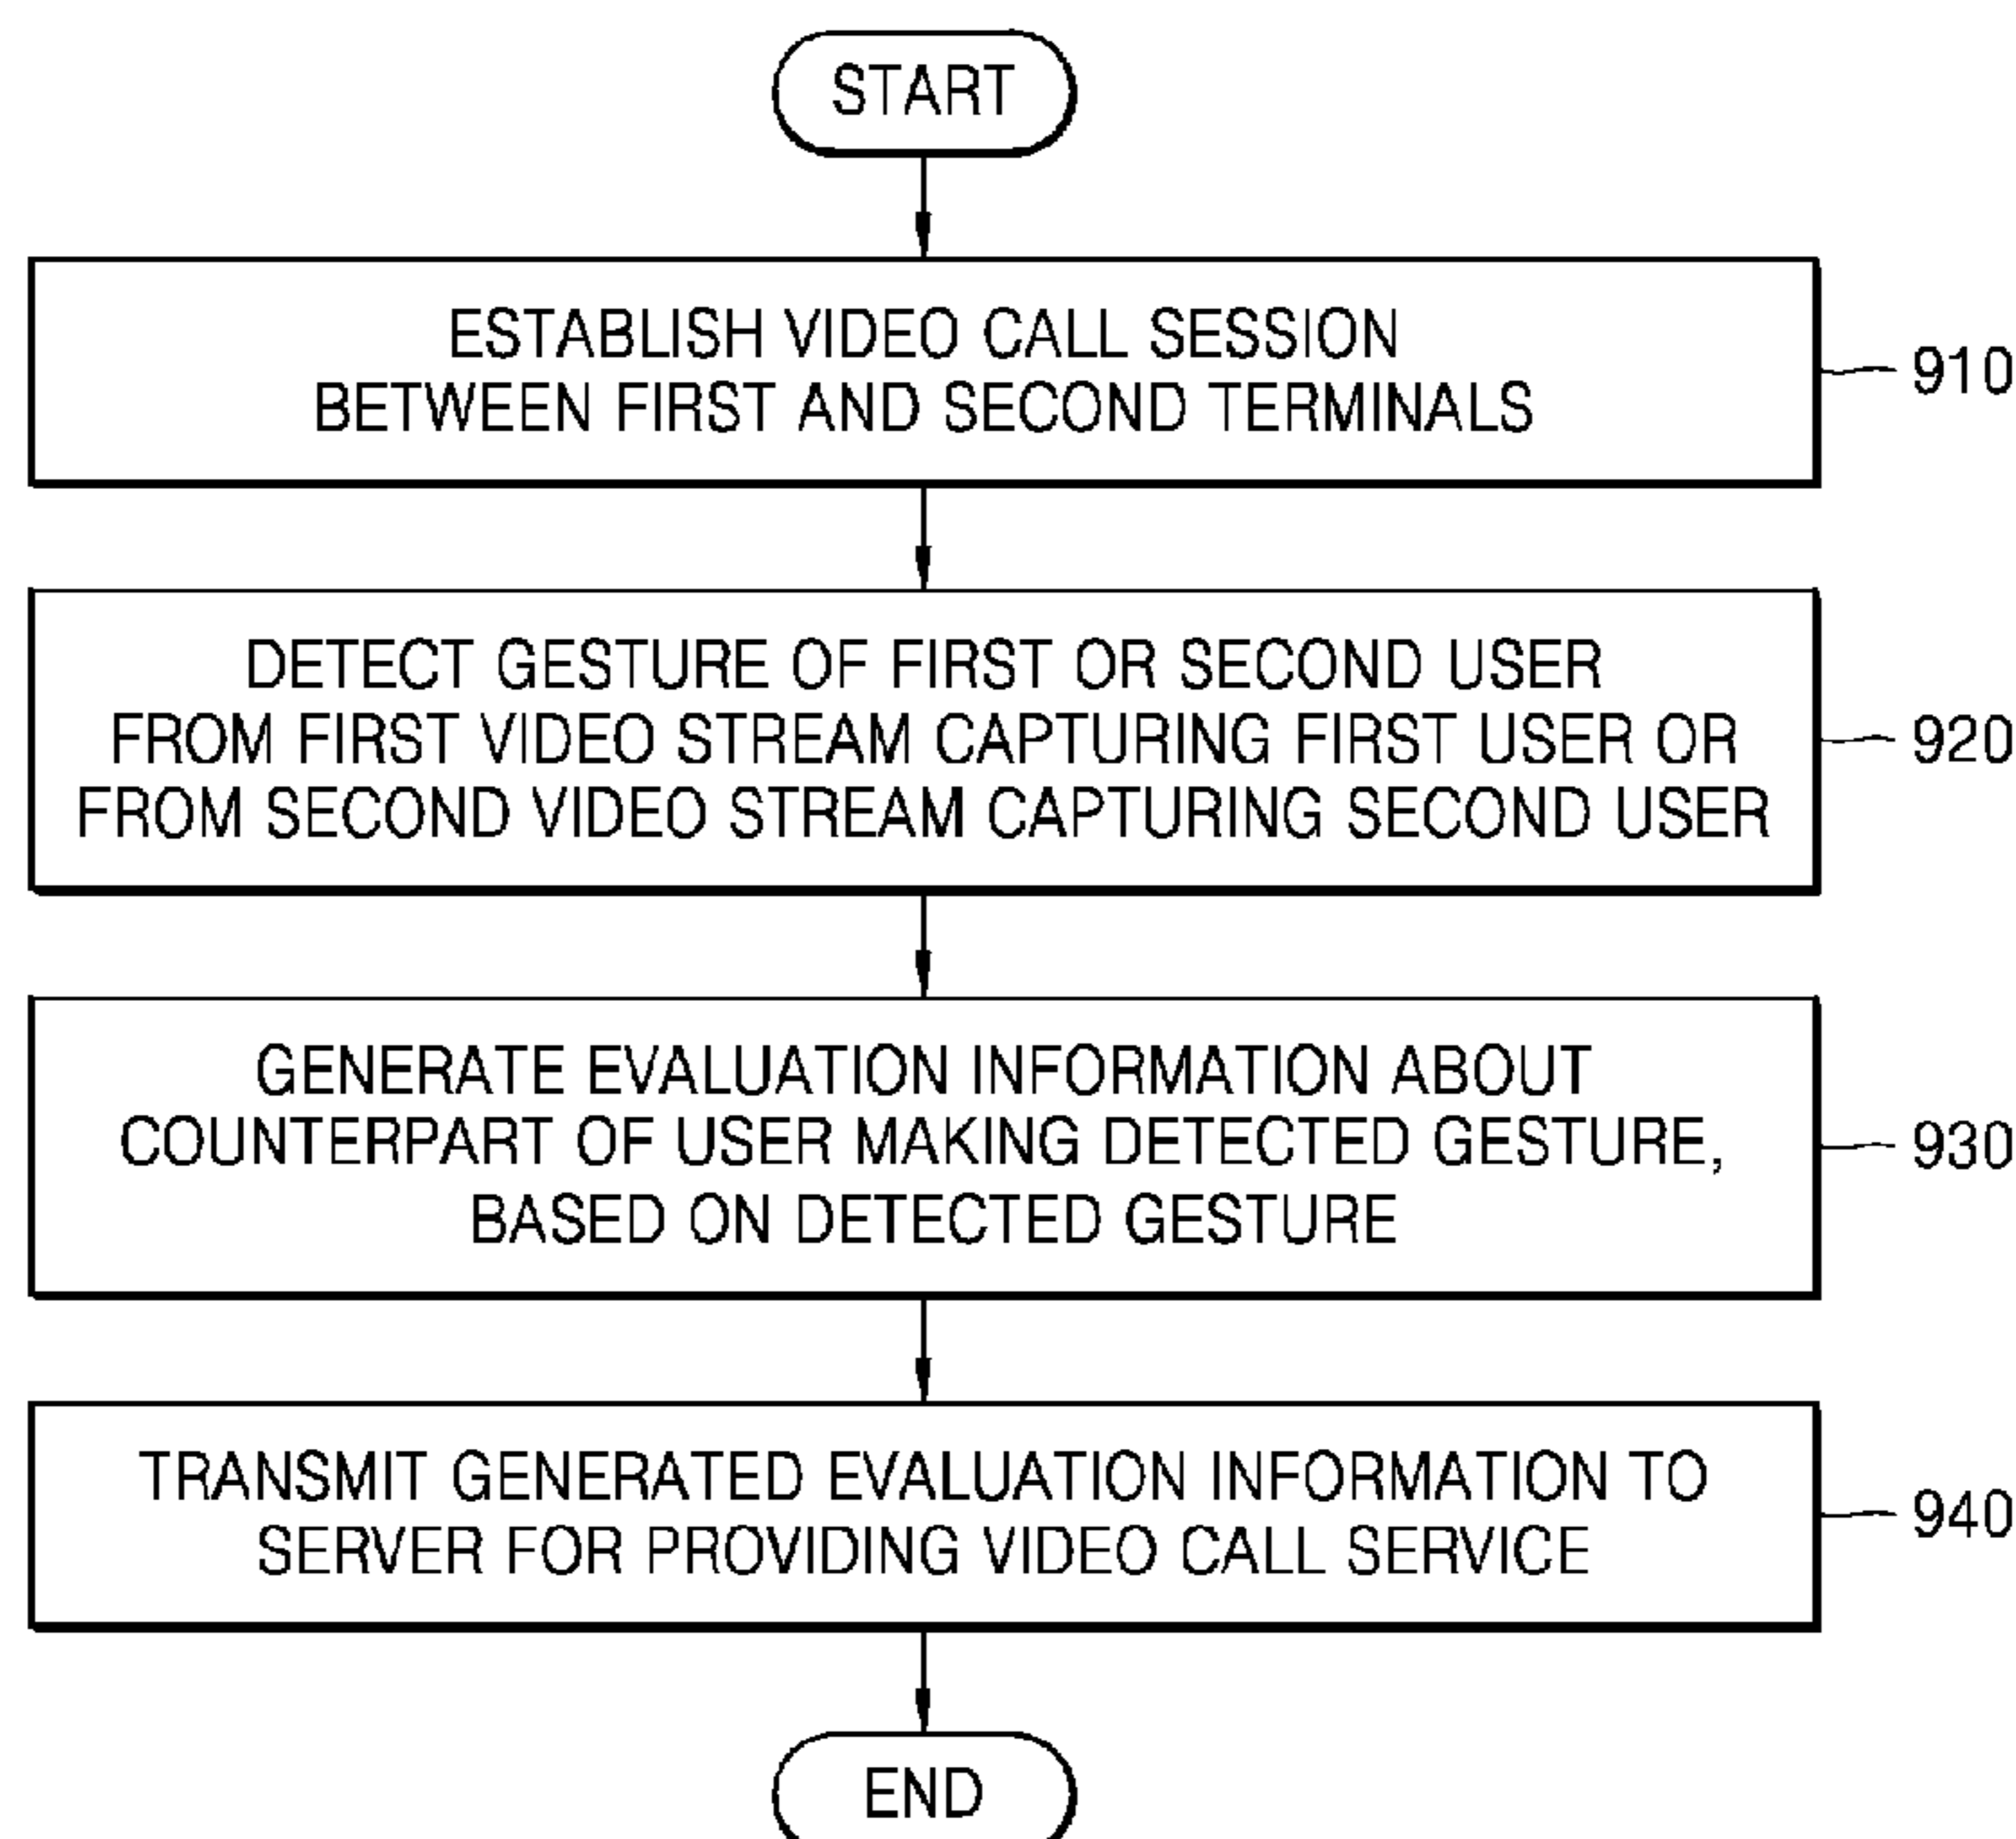 START
ESTABLISH VIDEO CALL SESSION
BETWEEN FIRST AND SECOND TERMINALS
910
DETECT GESTURE OF FIRST OR SECOND USER
FROM FIRST VIDEO STREAM CAPTURING FIRST USER OR
FROM SECOND VIDEO STREAM CAPTURING SECOND USER
920
GENERATE EVALUATION INFORMATION ABOUT
COUNTERPART OF USER MAKING DETECTED GESTURE,
BASED ON DETECTED GESTURE
930
TRANSMIT GENERATED EVALUATION INFORMATION TO
SERVER FOR PROVIDING VIDEO CALL SERVICE
940
END